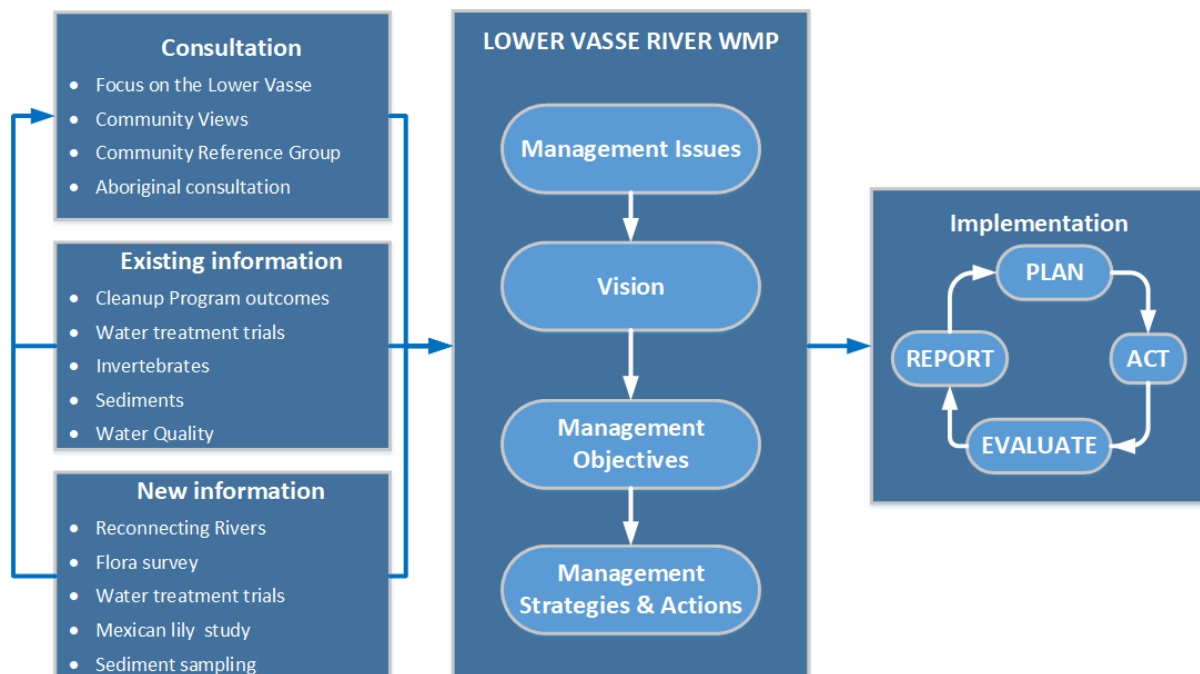 Consultation
• Focus on the Lower Vasse
• Community Views
• Community Reference Group
• Aboriginal consultation
Existing information
• Cleanup Program outcomes
• Water treatment trials
• Invertebrates
• Sediments
• Water Quality
New information
• Reconnecting Rivers
• Flora survey
• Water treatment trials
• Mexican lily study
• Sediment sampling
LOWER VASSE RIVER WMP
Management Issues
Vision
Management
Objectives
Management
Strategies & Actions
Implementation
PLAN
ACT
EVALUATE
REPORT